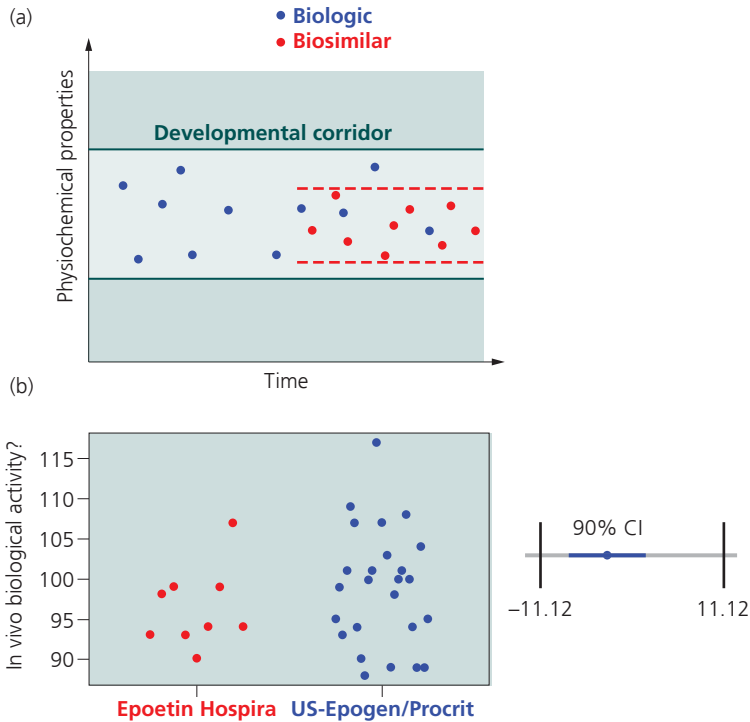 (a)
Biologic
Biosimilar
Physiochemical properties
Developmental corridor
Time
(b)
In vivo biological activity?
115
110
105
100
95
90
Epoetin Hospira
US-Epogen/Procrit
90% CI
–11.12
11.12